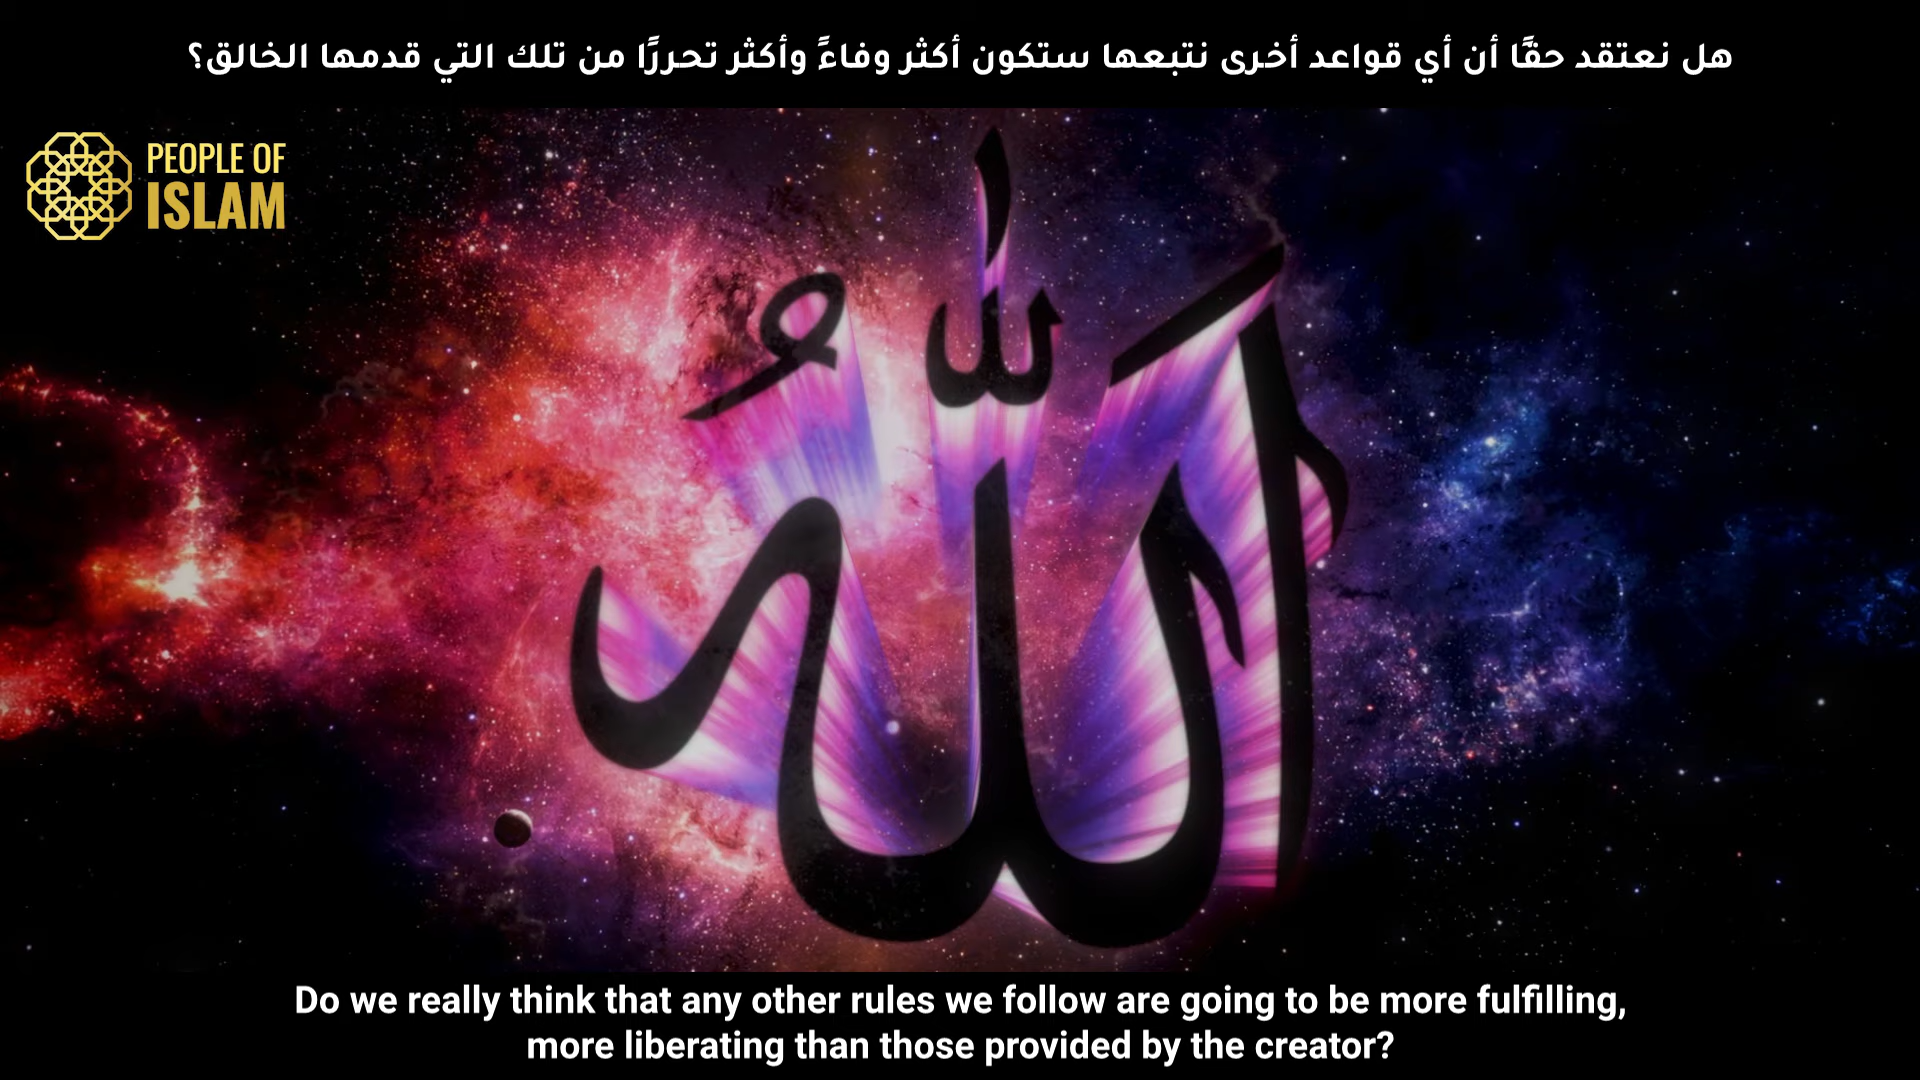 هل نعتقد حقًا أن أي قواعد أخرى نتبعها ستكون أكثر وفاءً وأكثر تحررًا من تلك التي قدمها الخالق؟
PEOPLE OF
ISLAM
اَللّٰهُ
Do we really think that any other rules we follow are going to be more fulfilling,
more liberating than those provided by the creator?